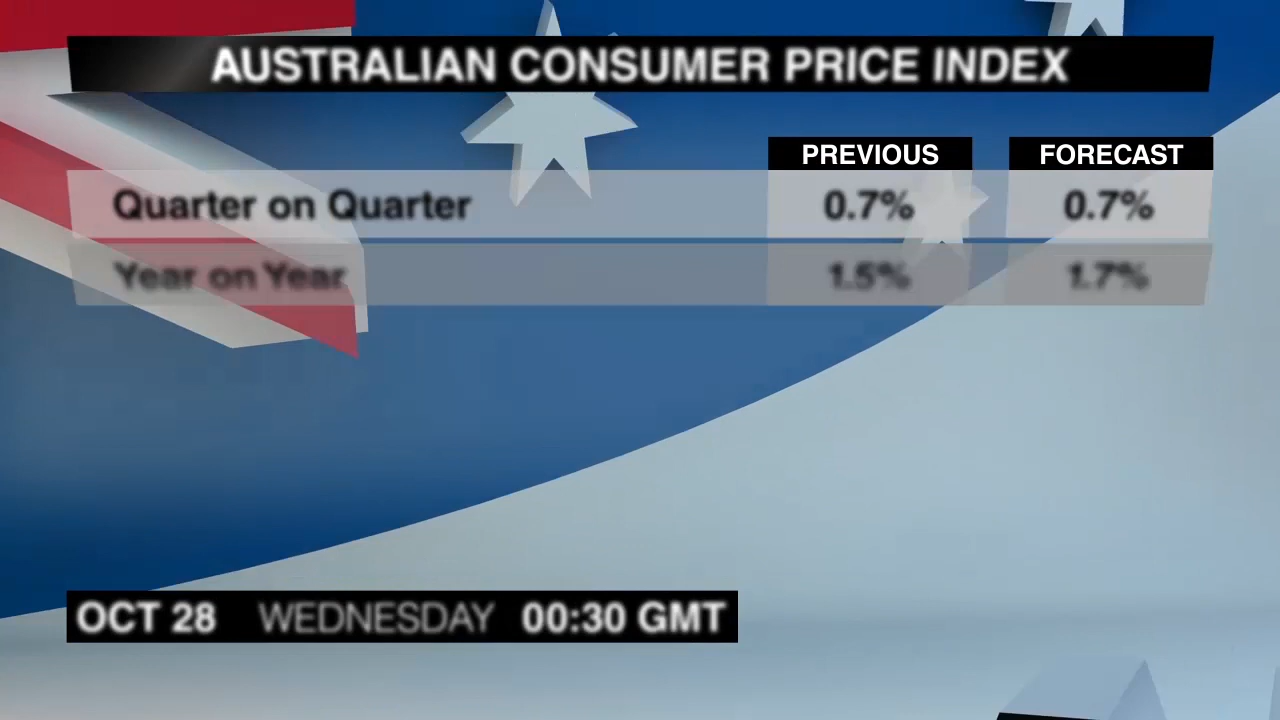 AUSTRALIAN CONSUMER PRICE INDEX
PREVIOUS FORECAST
Quarter on Quarter 0.7% 0.7%
Year on Year 1.5% 1.7%
OCT 28 WEDNESDAY 00:30 GMT